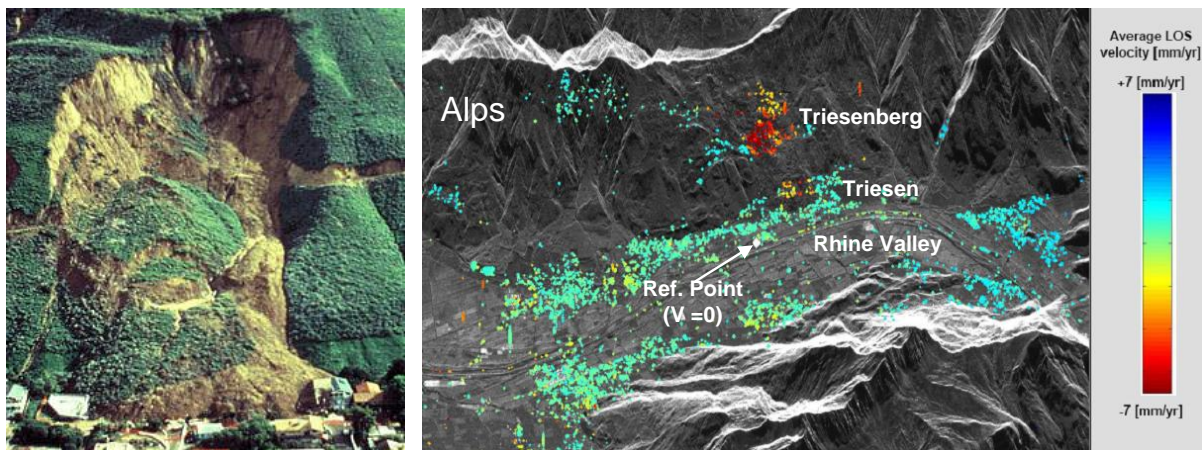 Average LOS
velocity [mm/yr]
+7 [mm/yr]
Alps
Triesenberg
Triesen
Rhine Valley
Ref. Point
(V =0)
-7 [mm/yr]